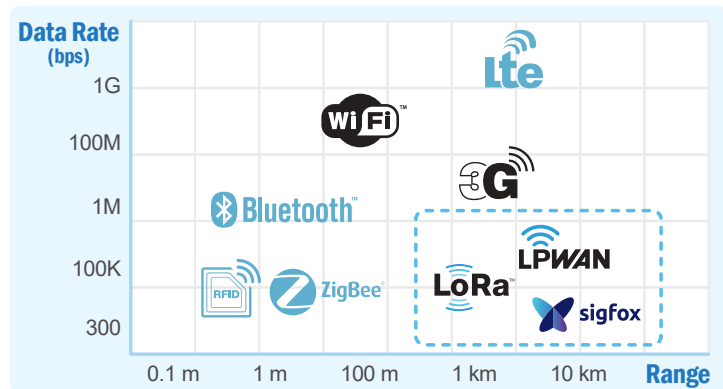 Data Rate
(bps)
1G
100M
1M
100K
300
Lte
WiFi™
3G
Bluetooth™
LPWAN
RFID
ZigBee®
LoRa™
sigfox
0.1 m
1 m
100 m
1 km
10 km
Range